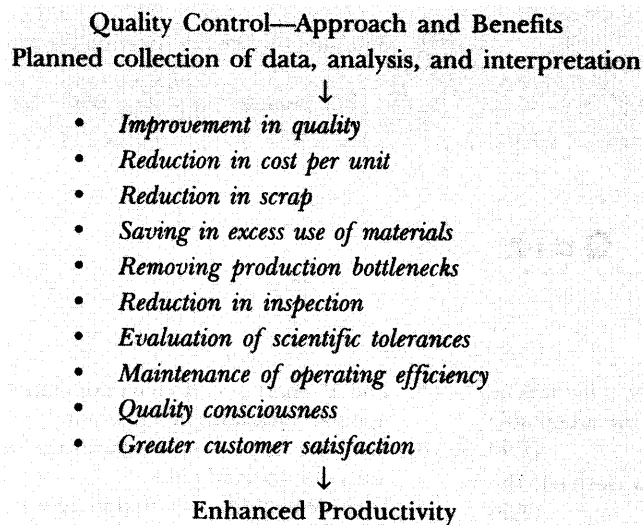 Quality Control—Approach and Benefits
Planned collection of data, analysis, and interpretation
↓
• Improvement in quality
• Reduction in cost per unit
• Reduction in scrap
• Saving in excess use of materials
• Removing production bottlenecks
• Reduction in inspection
• Evaluation of scientific tolerances
• Maintenance of operating efficiency
• Quality consciousness
• Greater customer satisfaction
↓
Enhanced Productivity